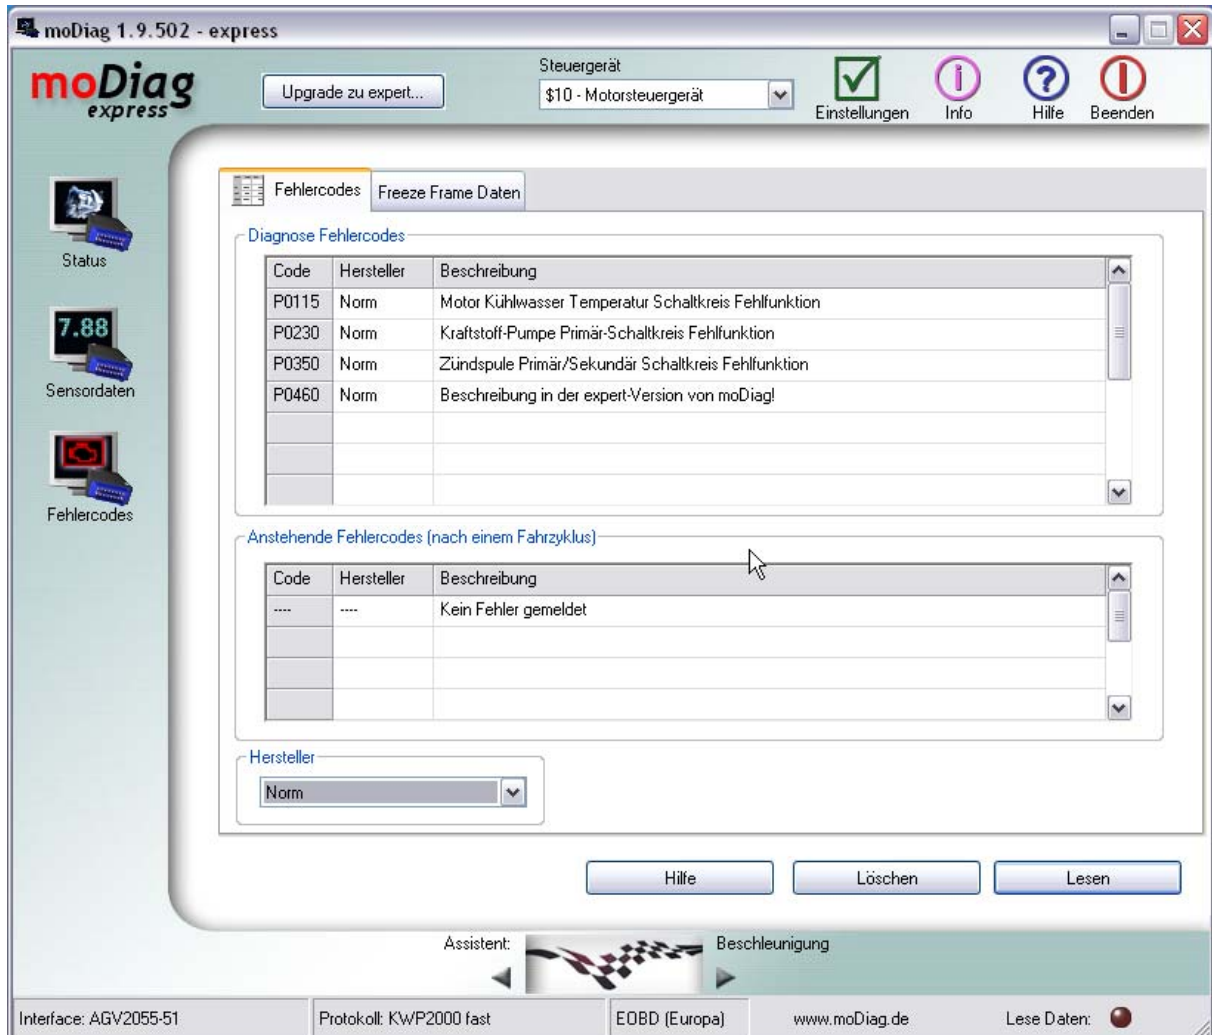 moDiag 1.9.502 - express
moDiag
express
Upgrade zu expert...
Steuergerät
$10 - Motorsteuergerät
Einstellungen
Info
Hilfe
Beenden
Status
7.88
Sensordaten
Fehlercodes
Fehlercodes Freeze Frame Daten
Diagnose Fehlercodes
Code Hersteller Beschreibung
P0115 Norm Motor Kühlwasser Temperatur Schaltkreis Fehlfunktion
P0230 Norm Kraftstoff-Pumpe Primär-Schaltkreis Fehlfunktion
P0350 Norm Zündspule Primär/Sekundär Schaltkreis Fehlfunktion
P0460 Norm Beschreibung in der expert-Version von moDiag!
Anstehende Fehlercodes (nach einem Fahrzyklus)
Code Hersteller Beschreibung
---- ---- Kein Fehler gemeldet
Hersteller
Norm
Hilfe Löschen Lesen
Assistent: Beschleunigung
Interface: AGV2055-51 Protokoll: KWP2000 fast EOBD (Europa) www.moDiag.de Lese Daten: